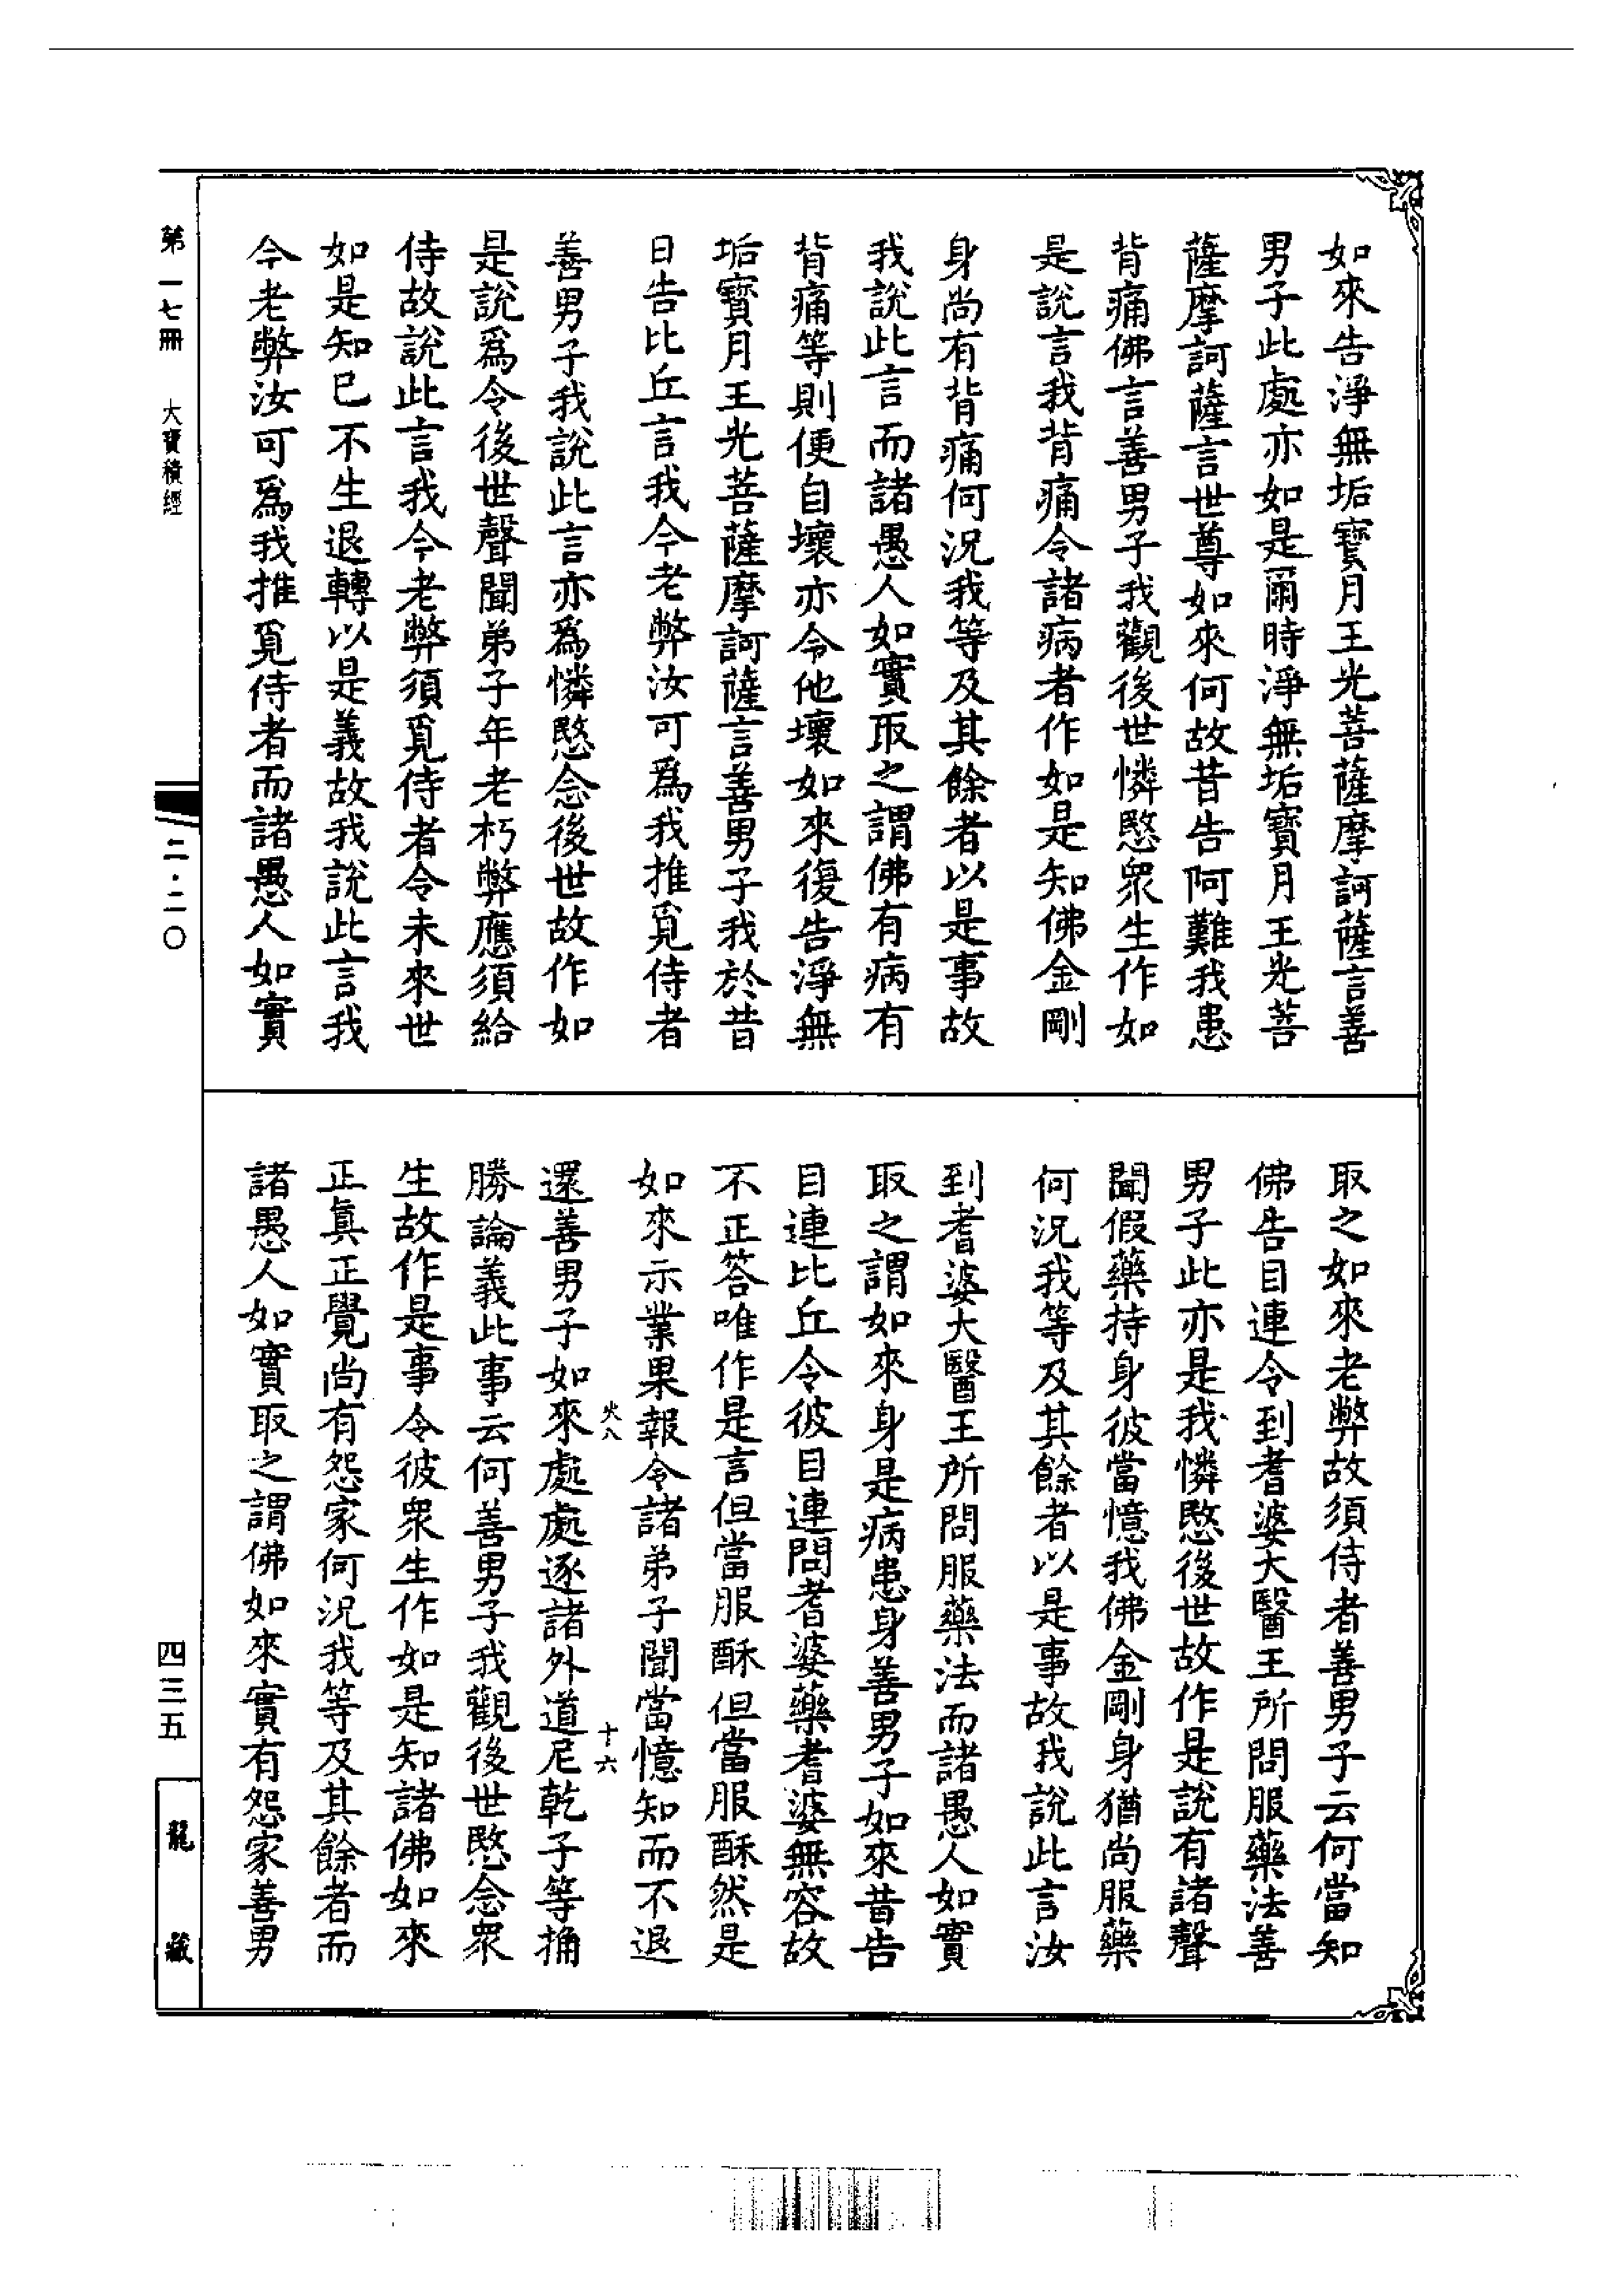 如來告淨無垢寶月王光菩薩摩訶薩言善
男子此處亦如是爾時淨無垢寶月王光菩
薩摩訶薩言世尊如來何故昔告阿難我患
背痛佛言善男子我觀後世憐愍眾生作如
是說言我背痛令諸病者作如是知佛金剛
身尚有背痛何況我等及其餘者以是事故
我說此言而諸愚人如實取之謂佛有病有
背痛等則便自壞亦令他壞如來復告淨無
垢寶月王光菩薩摩訶薩言善男子我於昔
日告比丘言我今老弊汝可為我推覓侍者
善男子我說此言亦為憐愍念後世故作如
是說為令後世聲聞弟子年老朽弊應須給
侍故說此言我今老弊須覓侍者令未來世
如是知已不生退轉以是義故我說此言我
今老弊汝可為我推覓侍者而諸愚人如實
取之如來老弊故須侍者善男子云何當知
佛告目連令到耆婆大醫王所問服藥法善
男子此亦是我憐愍後世故作是說有諸聲
聞假藥持身彼當憶我佛金剛身猶尚服藥
何況我等及其餘者以是事故我說此言汝
到耆婆大醫王所問服藥法而諸愚人如實
取之謂如來身是病患身善男子如來昔告
目連比丘令彼目連問耆婆藥耆婆無容故
不正答唯作是言但當服酥但當服酥然是
如來示業果報令諸弟子聞當憶知而不退
火八　十六
還善男子如來處處逐諸外道尼乾子等捔
勝論義此事云何善男子我觀後世愍念眾
生故作是事令彼眾生作如是知諸佛如來
正真正覺尚有怨家何況我等及其餘者而
諸愚人如實取之謂佛如來實有怨家善男
第一七冊　大寶積經
二·二〇
四三五
龍藏